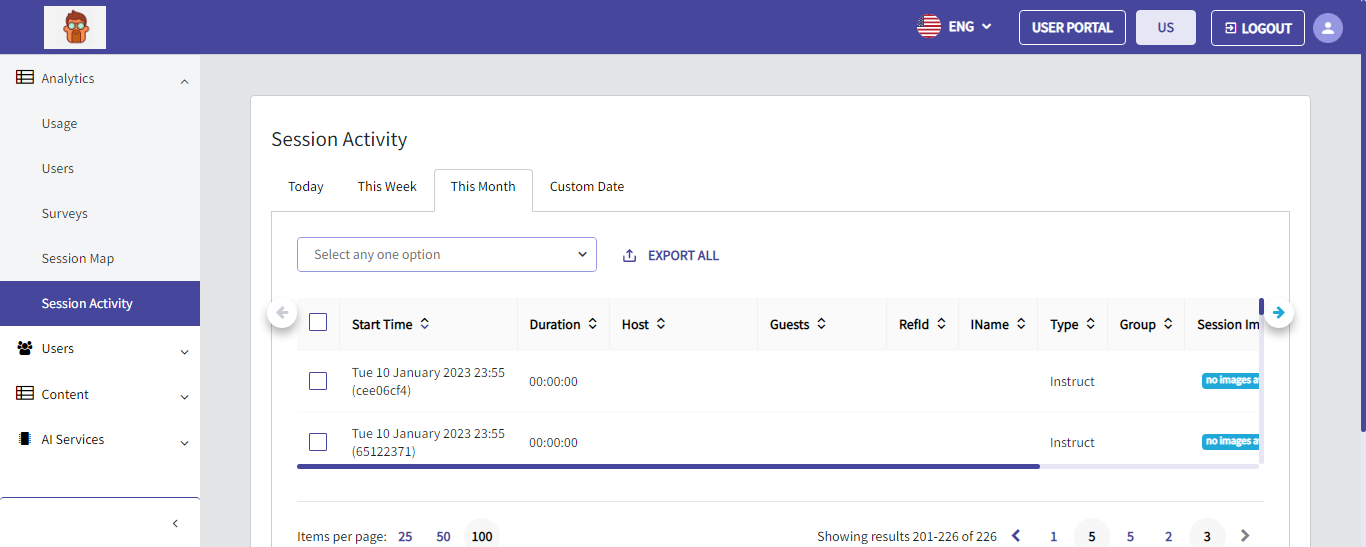 ENG
USER PORTAL
US
LOGOUT
Analytics
Usage
Users
Surveys
Session Map
Session Activity
Users
Content
AI Services
Session Activity
Today This Week This Month Custom Date
Select any one option
EXPORT ALL
Start Time Duration Host Guests RefId IName Type Group Session Im
Tue 10 January 2023 23:55 00:00:00 Instruct no images a
(cee06cf4)
Tue 10 January 2023 23:55 00:00:00 Instruct no images a
(65122371)
Items per page: 25 50 100 Showing results 201-226 of 226 1 5 5 2 3